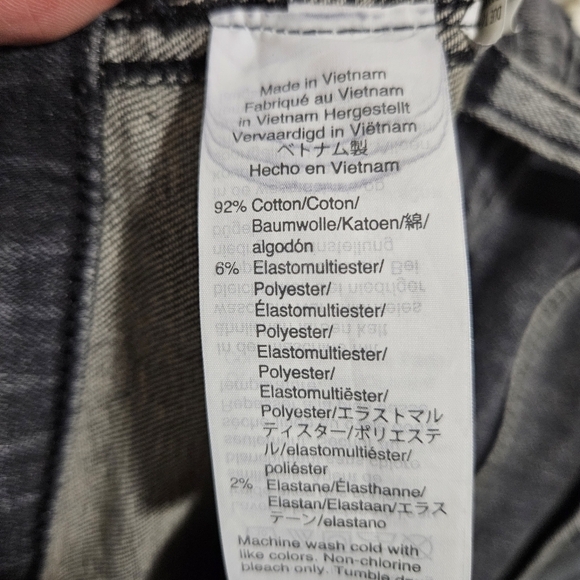 Made in Vietnam
Fabriqué au Vietnam
in Vietnam Hergestellt
Vervaardigd in Viëtnam
ベトナム製
Hecho en Vietnam
92% Cotton/Coton/
Baumwolle/Katoen/綿/
algodón
6% Elastomultiester/
Polyester/
Élastomultiester/
Polyester/
Elastomultiester/
Polyester/
Elastomultiëster/
Polyester/エラストマル
ティスター/ポリエステ
ル/elastomultiéster/
poliéster
2% Elastane/Élasthanne/
Elastan/Elastaan/エラス
テーン/elastano
Machine wash cold with
like colors. Non-chlorine
bleach only. Tumble dry